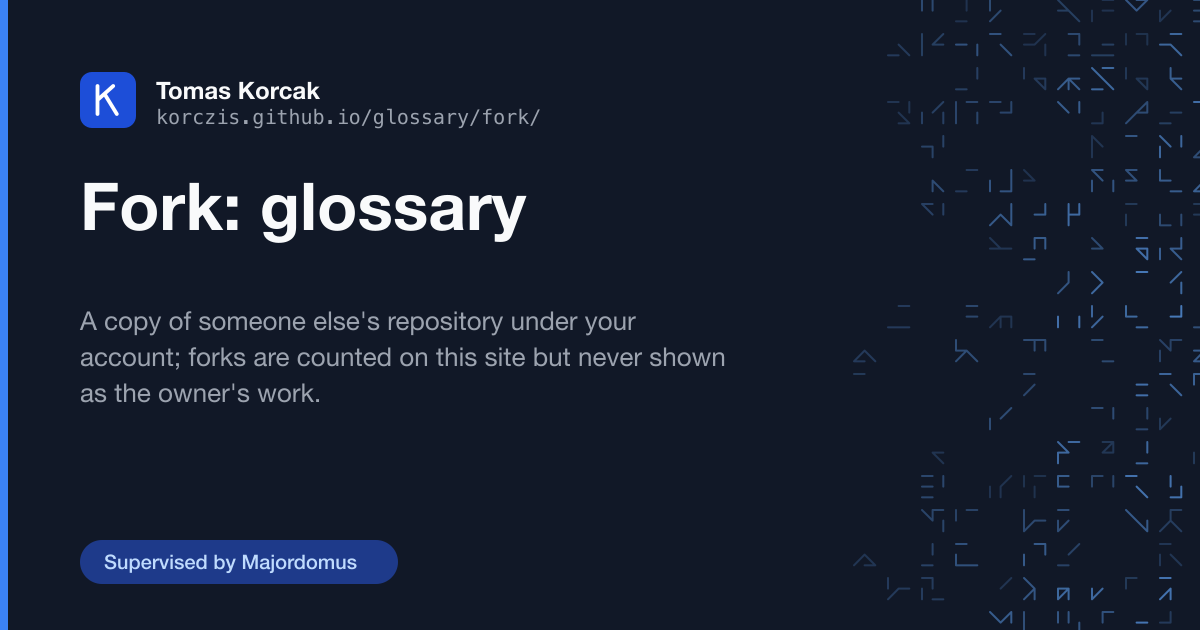 K
Tomas Korcak
korczis.github.io/glossary/fork/
Fork: glossary
A copy of someone else's repository under your
account; forks are counted on this site but never shown
as the owner's work.
Supervised by Majordomus